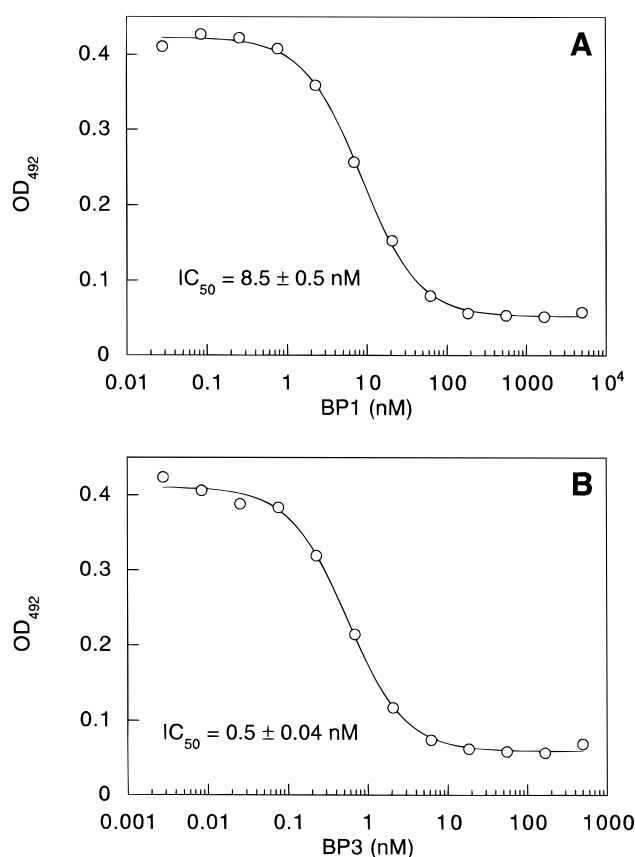 A
0.4
0.3
0.2
0.1
0
OD492
IC50 = 8.5 ± 0.5 nM
0.01 0.1 1 10 100 1000 10^4
BP1 (nM)
B
0.4
0.3
0.2
0.1
0
OD492
IC50 = 0.5 ± 0.04 nM
0.001 0.01 0.1 1 10 100 1000
BP3 (nM)